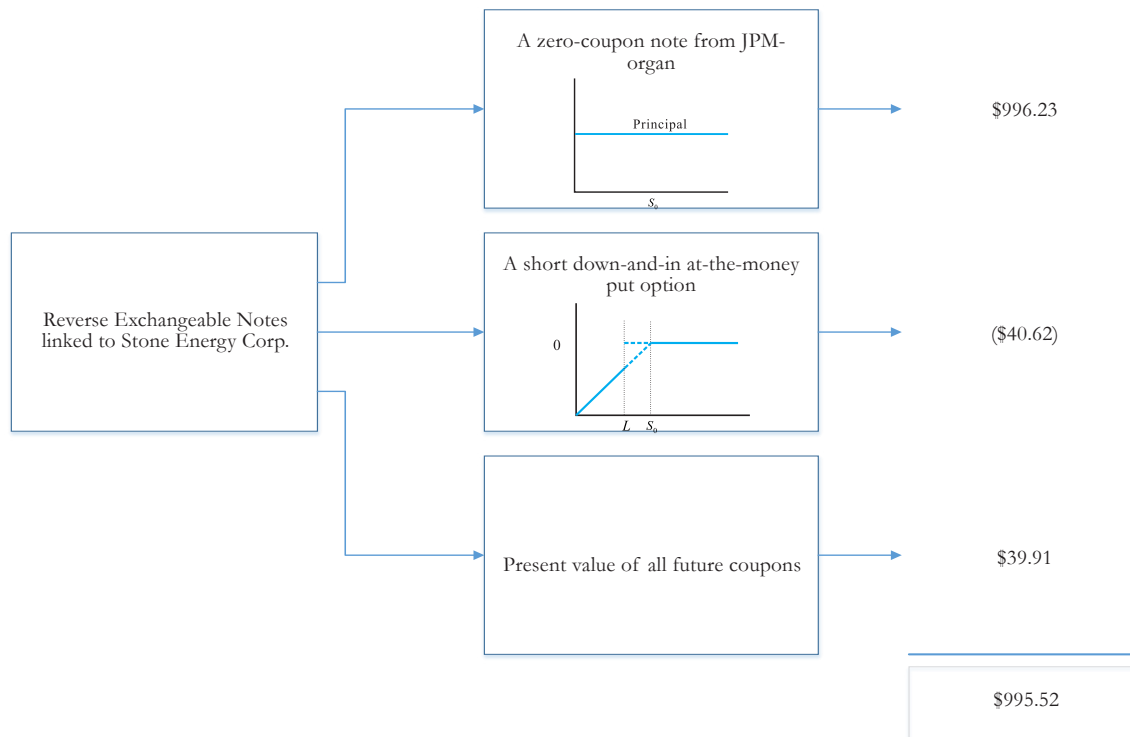 A zero-coupon note from JPM-
organ
Principal
S₀
$996.23
Reverse Exchangeable Notes
linked to Stone Energy Corp.
A short down-and-in at-the-money
put option
0
L S₀
($40.62)
Present value of all future coupons
$39.91
$995.52